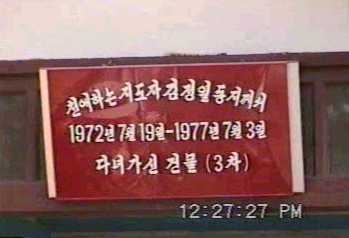 친애하는 지도자 김정일동지께서
1972년 7월 19일-1977년 7월 3일
다녀가신 건물 (3차)
12:27:27 PM